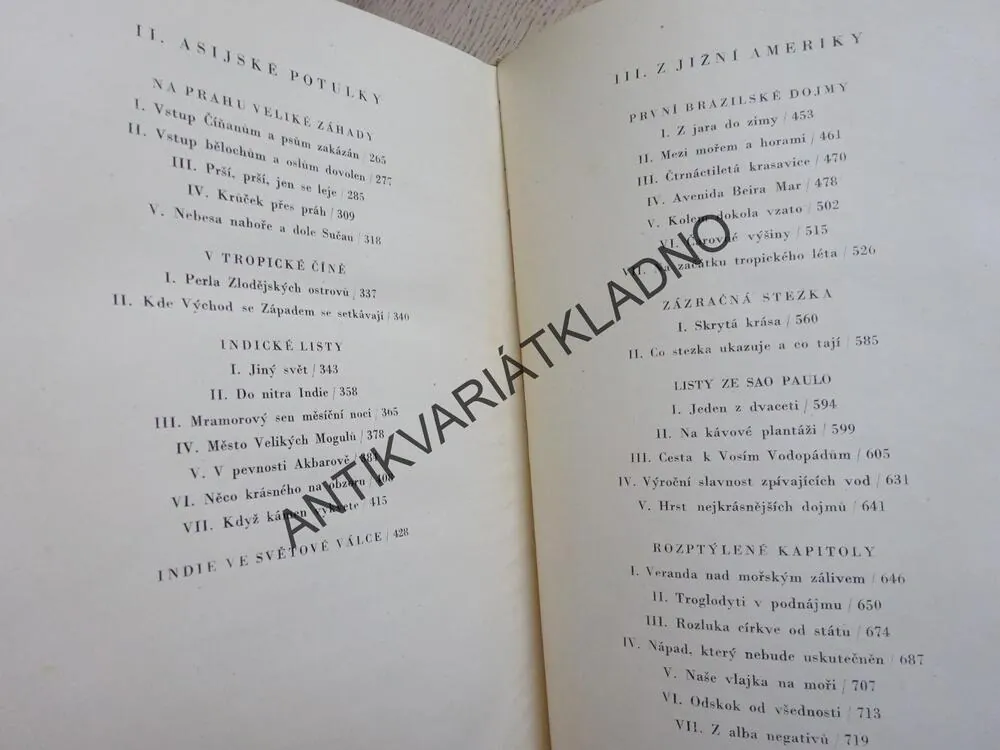 II. ASIJSKÉ POTULKY
NA PRAHU VELIKÉ ZÁHADY
I. Vstup Číňanům a psům zakázán / 265
II. Vstup bělochům a oslům dovolen / 277
III. Prší, prší, jen se leje / 285
IV. Krůček přes práh / 309
V. Nebesa nahoře a dole Sučau / 318
V TROPICKÉ ČÍNĚ
I. Perla Zlodějských ostrovů / 337
II. Kde Východ se Západem se setkávají / 340
INDICKÉ LISTY
I. Jiný svět / 343
II. Do nitra Indie / 358
III. Mramorový sen měsíční noci / 365
IV. Město Velikých Mogulů / 378
V. V pevnosti Akbarově /
VI. Něco krásného na obzoru /
VII. Když kámen vykvete / 415
INDIE VE SVĚTOVÉ VÁLCE / 428
III. Z JIŽNÍ AMERIKY
PRVNÍ BRAZILSKÉ DOJMY
I. Z jara do zimy / 453
II. Mezi mořem a horami / 461
III. Čtrnáctiletá krasavice / 470
IV. Avenida Beira Mar / 478
V. Kolem dokola vzato / 502
VI. Čarovné výšiny / 515
VII. Na začátku tropického léta / 526
ZÁZRAČNÁ STEZKA
I. Skrytá krása / 560
II. Co stezka ukazuje a co tají / 585
LISTY ZE SAO PAULO
I. Jeden z dvaceti / 594
II. Na kávové plantáži / 599
III. Cesta k Vosím Vodopádům / 605
IV. Výroční slavnost zpívajících vod / 631
V. Hrst nejkrásnějších dojmů / 641
ROZPTÝLENÉ KAPITOLY
I. Veranda nad mořským zálivem / 646
II. Troglodyti v podnájmu / 650
III. Rozluka církve od státu / 674
IV. Nápad, který nebude uskutečněn / 687
V. Naše vlajka na moři / 707
VI. Odskok od všednosti / 713
VII. Z alba negativů / 719
ANTIKVARIÁTKLADNO